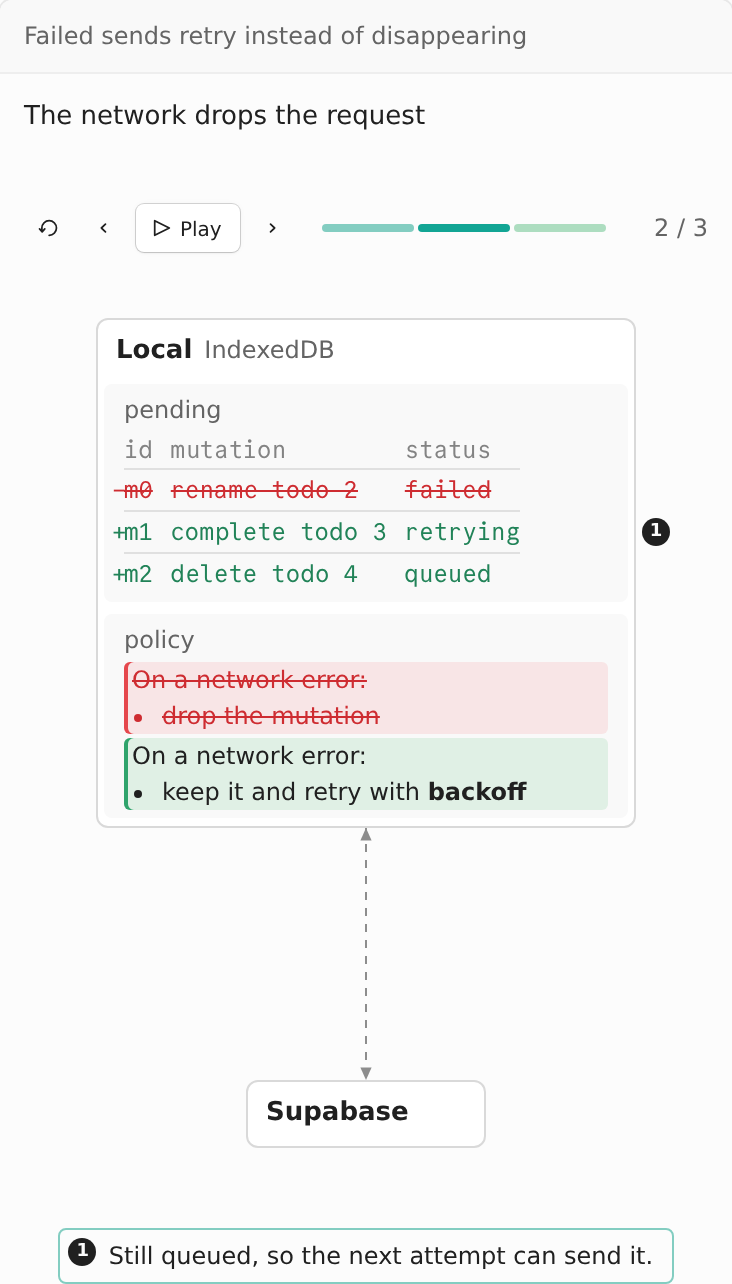 Failed sends retry instead of disappearing
The network drops the request
Play
2 / 3
Local IndexedDB
pending
id mutation status
-m0 rename todo 2 failed
+m1 complete todo 3 retrying
1
+m2 delete todo 4 queued
policy
On a network error:
• drop the mutation
On a network error:
• keep it and retry with backoff
Supabase
1 Still queued, so the next attempt can send it.